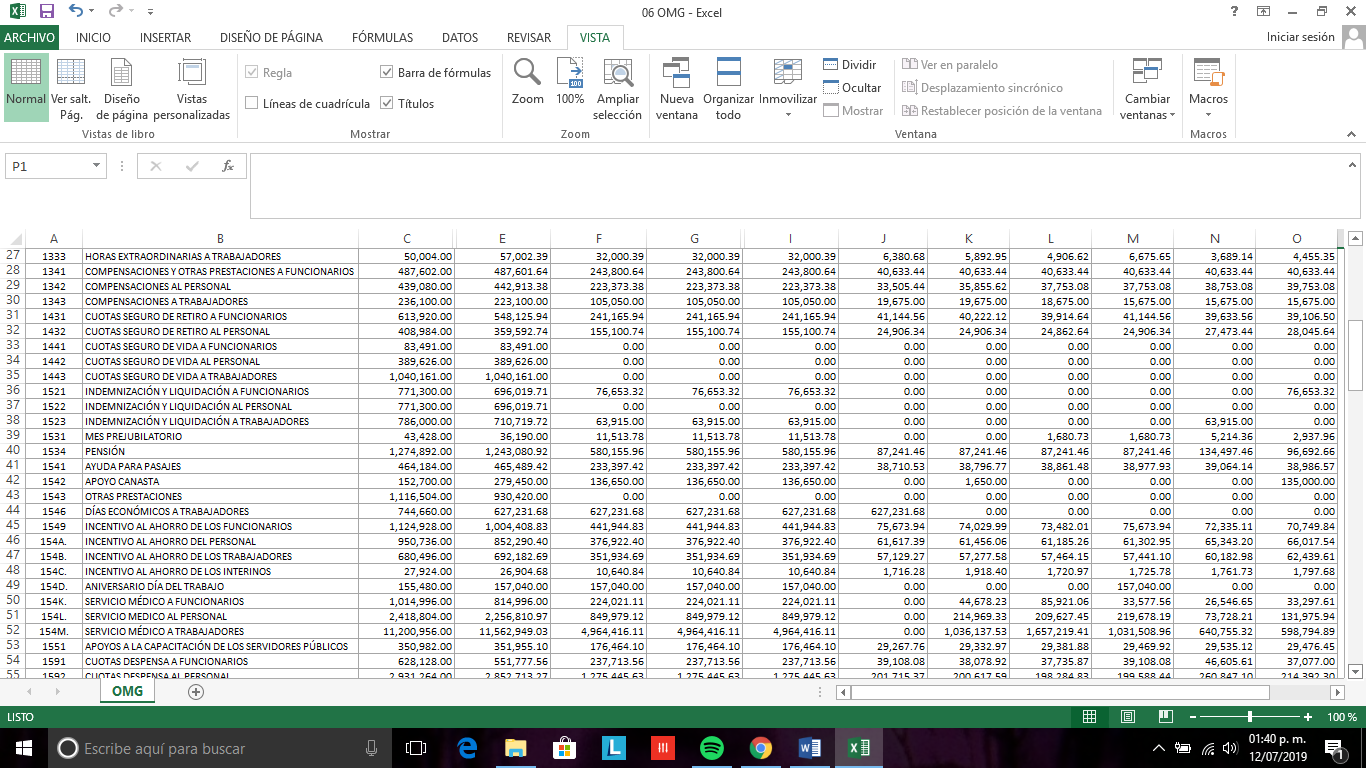 06 OMG - Excel
ARCHIVO INICIO INSERTAR DISEÑO DE PÁGINA FÓRMULAS DATOS REVISAR VISTA Iniciar sesión
Normal Ver salt. Pág. Diseño de página Vistas personalizadas
Vistas de libro
Regla Barra de fórmulas
Líneas de cuadrícula Títulos
Mostrar
Zoom 100% Ampliar selección
Zoom
Nueva ventana Organizar todo Inmovilizar
Dividir Ver en paralelo
Ocultar Desplazamiento sincrónico
Mostrar Restablecer posición de la ventana
Cambiar ventanas
Ventana
Macros
Macros
P1 fx
A B C E F G I J K L M N O
27 1333 HORAS EXTRAORDINARIAS A TRABAJADORES 50,004.00 57,002.39 32,000.39 32,000.39 32,000.39 6,380.68 5,892.95 4,906.62 6,675.65 3,689.14 4,455.35
28 1341 COMPENSACIONES Y OTRAS PRESTACIONES A FUNCIONARIOS 487,602.00 487,601.64 243,800.64 243,800.64 243,800.64 40,633.44 40,633.44 40,633.44 40,633.44 40,633.44 40,633.44
29 1342 COMPENSACIONES AL PERSONAL 439,080.00 442,913.38 223,373.38 223,373.38 223,373.38 33,505.44 35,855.62 37,753.08 37,753.08 38,753.08 39,753.08
30 1343 COMPENSACIONES A TRABAJADORES 236,100.00 223,100.00 105,050.00 105,050.00 105,050.00 19,675.00 19,675.00 18,675.00 15,675.00 15,675.00 15,675.00
31 1431 CUOTAS SEGURO DE RETIRO A FUNCIONARIOS 613,920.00 548,125.94 241,165.94 241,165.94 241,165.94 41,144.56 40,222.12 39,914.64 41,144.56 39,633.56 39,106.50
32 1432 CUOTAS SEGURO DE RETIRO AL PERSONAL 408,984.00 359,592.74 155,100.74 155,100.74 155,100.74 24,906.34 24,906.34 24,862.64 24,906.34 27,473.44 28,045.64
33 1441 CUOTAS SEGURO DE VIDA A FUNCIONARIOS 83,491.00 83,491.00 0.00 0.00 0.00 0.00 0.00 0.00 0.00 0.00 0.00
34 1442 CUOTAS SEGURO DE VIDA AL PERSONAL 389,626.00 389,626.00 0.00 0.00 0.00 0.00 0.00 0.00 0.00 0.00 0.00
35 1443 CUOTAS SEGURO DE VIDA A TRABAJADORES 1,040,161.00 1,040,161.00 0.00 0.00 0.00 0.00 0.00 0.00 0.00 0.00 0.00
36 1521 INDEMNIZACIÓN Y LIQUIDACIÓN A FUNCIONARIOS 771,300.00 696,019.71 76,653.32 76,653.32 76,653.32 0.00 0.00 0.00 0.00 0.00 76,653.32
37 1522 INDEMNIZACIÓN Y LIQUIDACIÓN AL PERSONAL 771,300.00 696,019.71 0.00 0.00 0.00 0.00 0.00 0.00 0.00 0.00 0.00
38 1523 INDEMNIZACIÓN Y LIQUIDACIÓN A TRABAJADORES 786,000.00 710,719.72 63,915.00 63,915.00 63,915.00 0.00 0.00 0.00 0.00 63,915.00 0.00
39 1531 MES PREJUBILATORIO 43,428.00 36,190.00 11,513.78 11,513.78 11,513.78 0.00 0.00 1,680.73 1,680.73 5,214.36 2,937.96
40 1534 PENSIÓN 1,274,892.00 1,243,080.92 580,155.96 580,155.96 580,155.96 87,241.46 87,241.46 87,241.46 87,241.46 134,497.46 96,692.66
41 1541 AYUDA PARA PASAJES 464,184.00 465,489.42 233,397.42 233,397.42 233,397.42 38,710.53 38,796.77 38,861.48 38,977.93 39,064.14 38,986.57
42 1542 APOYO CANASTA 152,700.00 279,450.00 136,650.00 136,650.00 136,650.00 0.00 1,650.00 0.00 0.00 0.00 135,000.00
43 1543 OTRAS PRESTACIONES 1,116,504.00 930,420.00 0.00 0.00 0.00 0.00 0.00 0.00 0.00 0.00 0.00
44 1546 DÍAS ECONÓMICOS A TRABAJADORES 744,660.00 627,231.68 627,231.68 627,231.68 627,231.68 627,231.68 0.00 0.00 0.00 0.00 0.00
45 1549 INCENTIVO AL AHORRO DE LOS FUNCIONARIOS 1,124,928.00 1,004,408.83 441,944.83 441,944.83 441,944.83 75,673.94 74,029.99 73,482.01 75,673.94 72,335.11 70,749.84
46 154A. INCENTIVO AL AHORRO DEL PERSONAL 950,736.00 852,290.40 376,922.40 376,922.40 376,922.40 61,617.39 61,456.06 61,185.26 61,302.95 65,343.20 66,017.54
47 154B. INCENTIVO AL AHORRO DE LOS TRABAJADORES 680,496.00 692,182.69 351,934.69 351,934.69 351,934.69 57,129.27 57,277.58 57,464.15 57,441.10 60,182.98 62,439.61
48 154C. INCENTIVO AL AHORRO DE LOS INTERINOS 27,924.00 26,904.68 10,640.84 10,640.84 10,640.84 1,716.28 1,918.40 1,720.97 1,725.78 1,761.73 1,797.68
49 154D. ANIVERSARIO DÍA DEL TRABAJO 155,480.00 157,040.00 157,040.00 157,040.00 157,040.00 0.00 0.00 0.00 157,040.00 0.00 0.00
50 154K. SERVICIO MÉDICO A FUNCIONARIOS 1,014,996.00 814,996.00 224,021.11 224,021.11 224,021.11 0.00 44,678.23 85,921.06 33,577.56 26,546.65 33,297.61
51 154L. SERVICIO MEDICO AL PERSONAL 2,418,804.00 2,256,810.97 849,979.12 849,979.12 849,979.12 0.00 214,969.33 209,627.45 219,678.19 73,728.21 131,975.94
52 154M. SERVICIO MÉDICO A TRABAJADORES 11,200,956.00 11,562,949.03 4,964,416.11 4,964,416.11 4,964,416.11 0.00 1,036,137.53 1,657,219.41 1,031,508.96 640,755.32 598,794.89
53 1551 APOYOS A LA CAPACITACIÓN DE LOS SERVIDORES PÚBLICOS 350,982.00 351,955.10 176,464.10 176,464.10 176,464.10 29,267.76 29,332.97 29,381.88 29,469.92 29,535.12 29,476.45
54 1591 CUOTAS DESPENSA A FUNCIONARIOS 628,128.00 551,777.56 237,713.56 237,713.56 237,713.56 39,108.08 38,078.92 37,735.87 39,108.08 46,605.61 37,077.00
55 1592 CUOTAS DESPENSA AL PERSONAL 2,931,264.00 2,852,713.27 1,275,445.63 1,275,445.63 1,275,445.63 201,715.37 200,617.59 198,284.83 199,588.44 260,847.10 214,392.30
OMG
LISTO 100 %
Escribe aquí para buscar
01:40 p. m.
12/07/2019
1